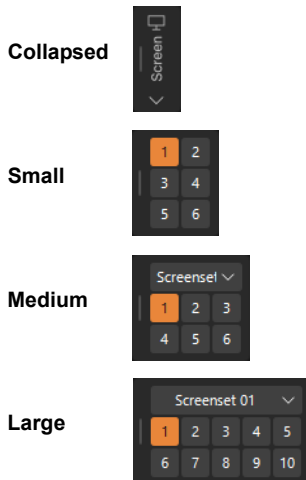 Collapsed
Screen
Small
1 2
3 4
5 6
Medium
Screenset
1 2 3
4 5 6
Large
Screenset 01
1 2 3 4 5
6 7 8 9 10